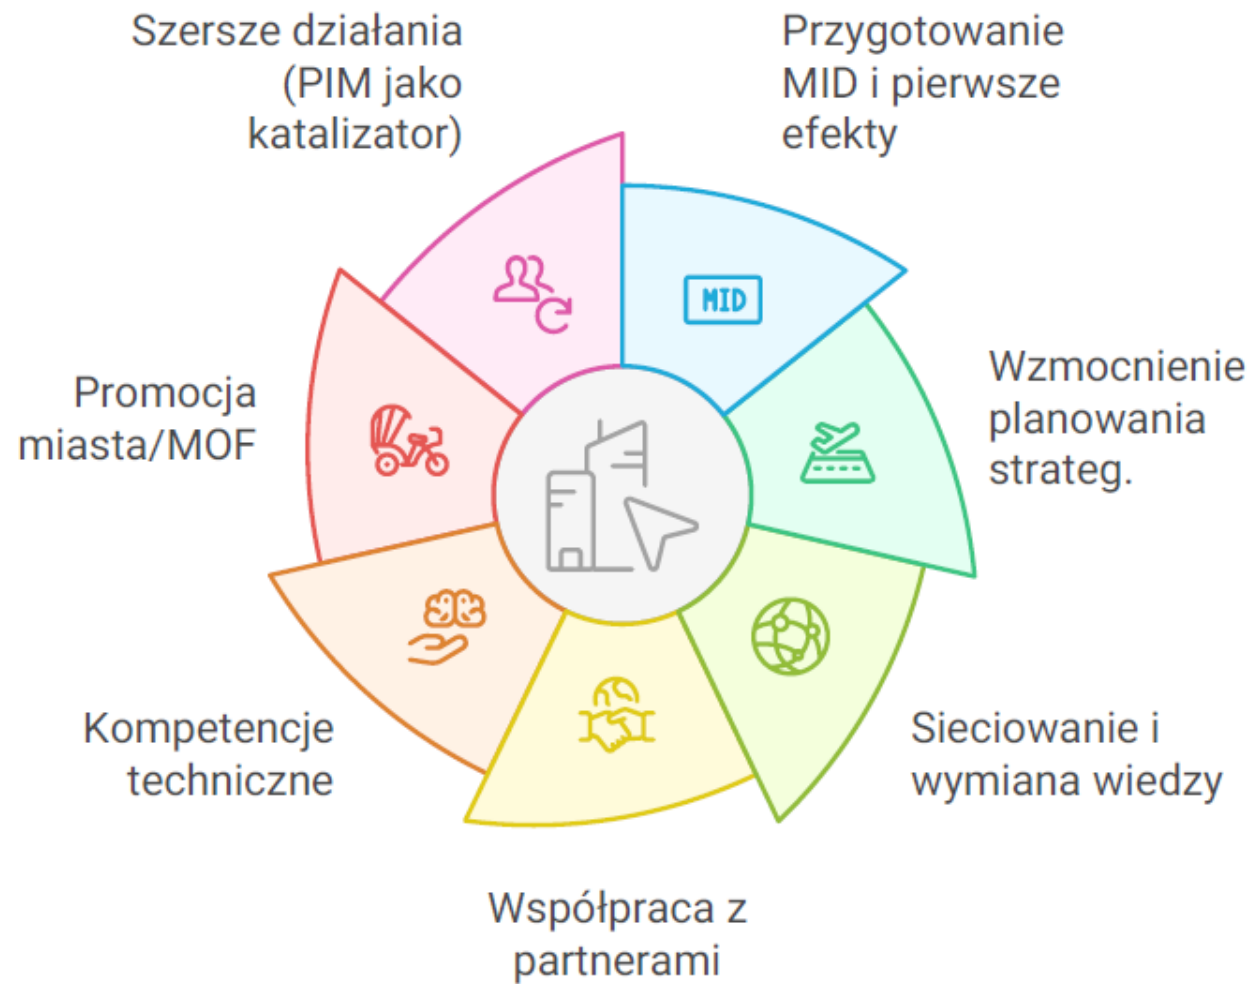 Szersze działania
(PIM jako
katalizator)
Przygotowanie
MID i pierwsze
efekty
MID
Wzmocnienie
planowania
strateg.
Sieciowanie i
wymiana wiedzy
Współpraca z
partnerami
Kompetencje
techniczne
Promocja
miasta/MOF